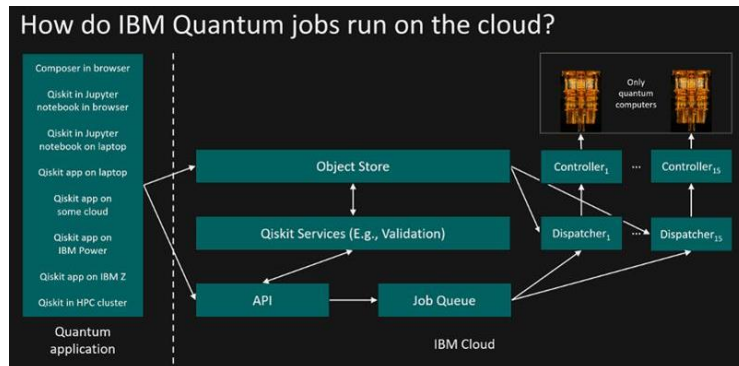 How do IBM Quantum jobs run on the cloud?
Composer in browser
Qiskit in Jupyter
notebook in browser
Qiskit in Jupyter
notebook on laptop
Qiskit app on laptop
Qiskit app on
some cloud
Qiskit app on
IBM Power
Qiskit app on IBM Z
Qiskit in HPC cluster
Quantum
application
Object Store
Qiskit Services (E.g., Validation)
API
Job Queue
IBM Cloud
Only
quantum
computers
Controller1
...
Controller15
Dispatcher1
...
Dispatcher15